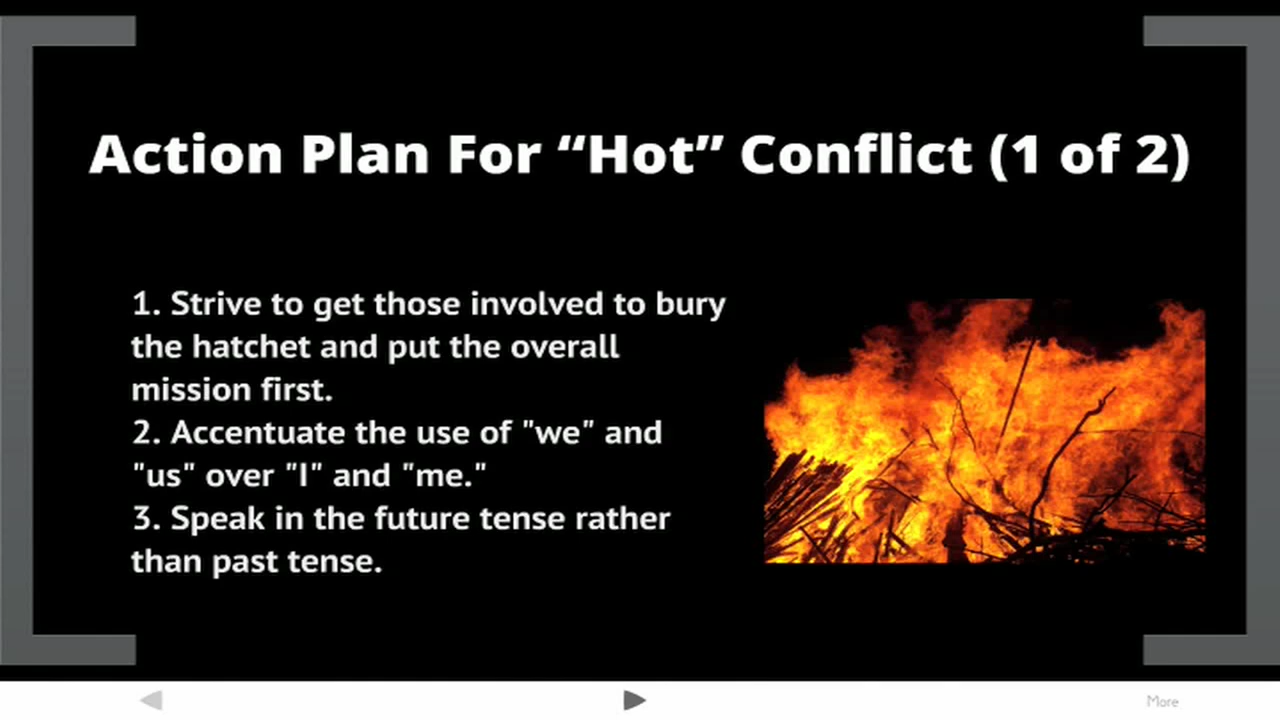 Action Plan For “Hot” Conflict (1 of 2)
1. Strive to get those involved to bury
the hatchet and put the overall
mission first.
2. Accentuate the use of "we" and
"us" over "I" and "me."
3. Speak in the future tense rather
than past tense.
More